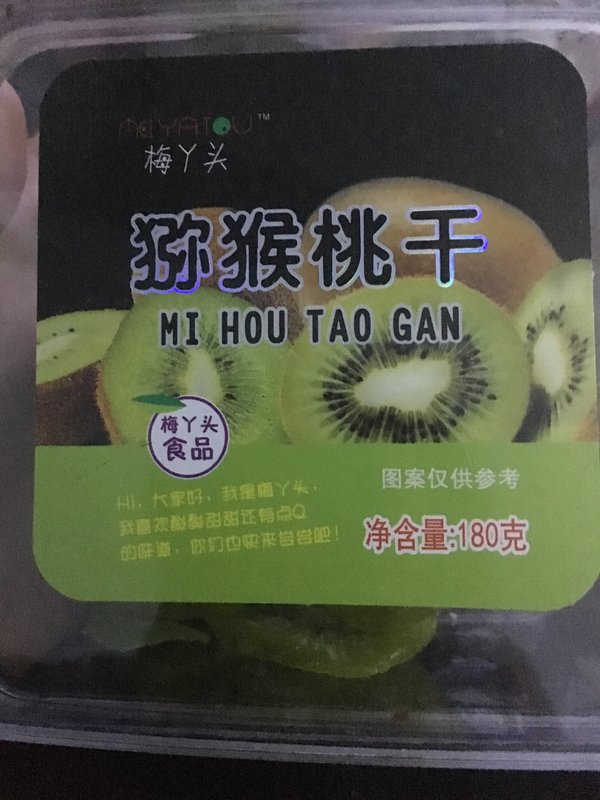 MEIYATOU™
梅丫头
猕猴桃干
MI HOU TAO GAN
梅丫头
食品
图案仅供参考
Hi，大家好，我是梅丫头，
我喜欢酸酸甜甜还有点Q
的味道，你们也快来尝尝吧！
净含量:180克